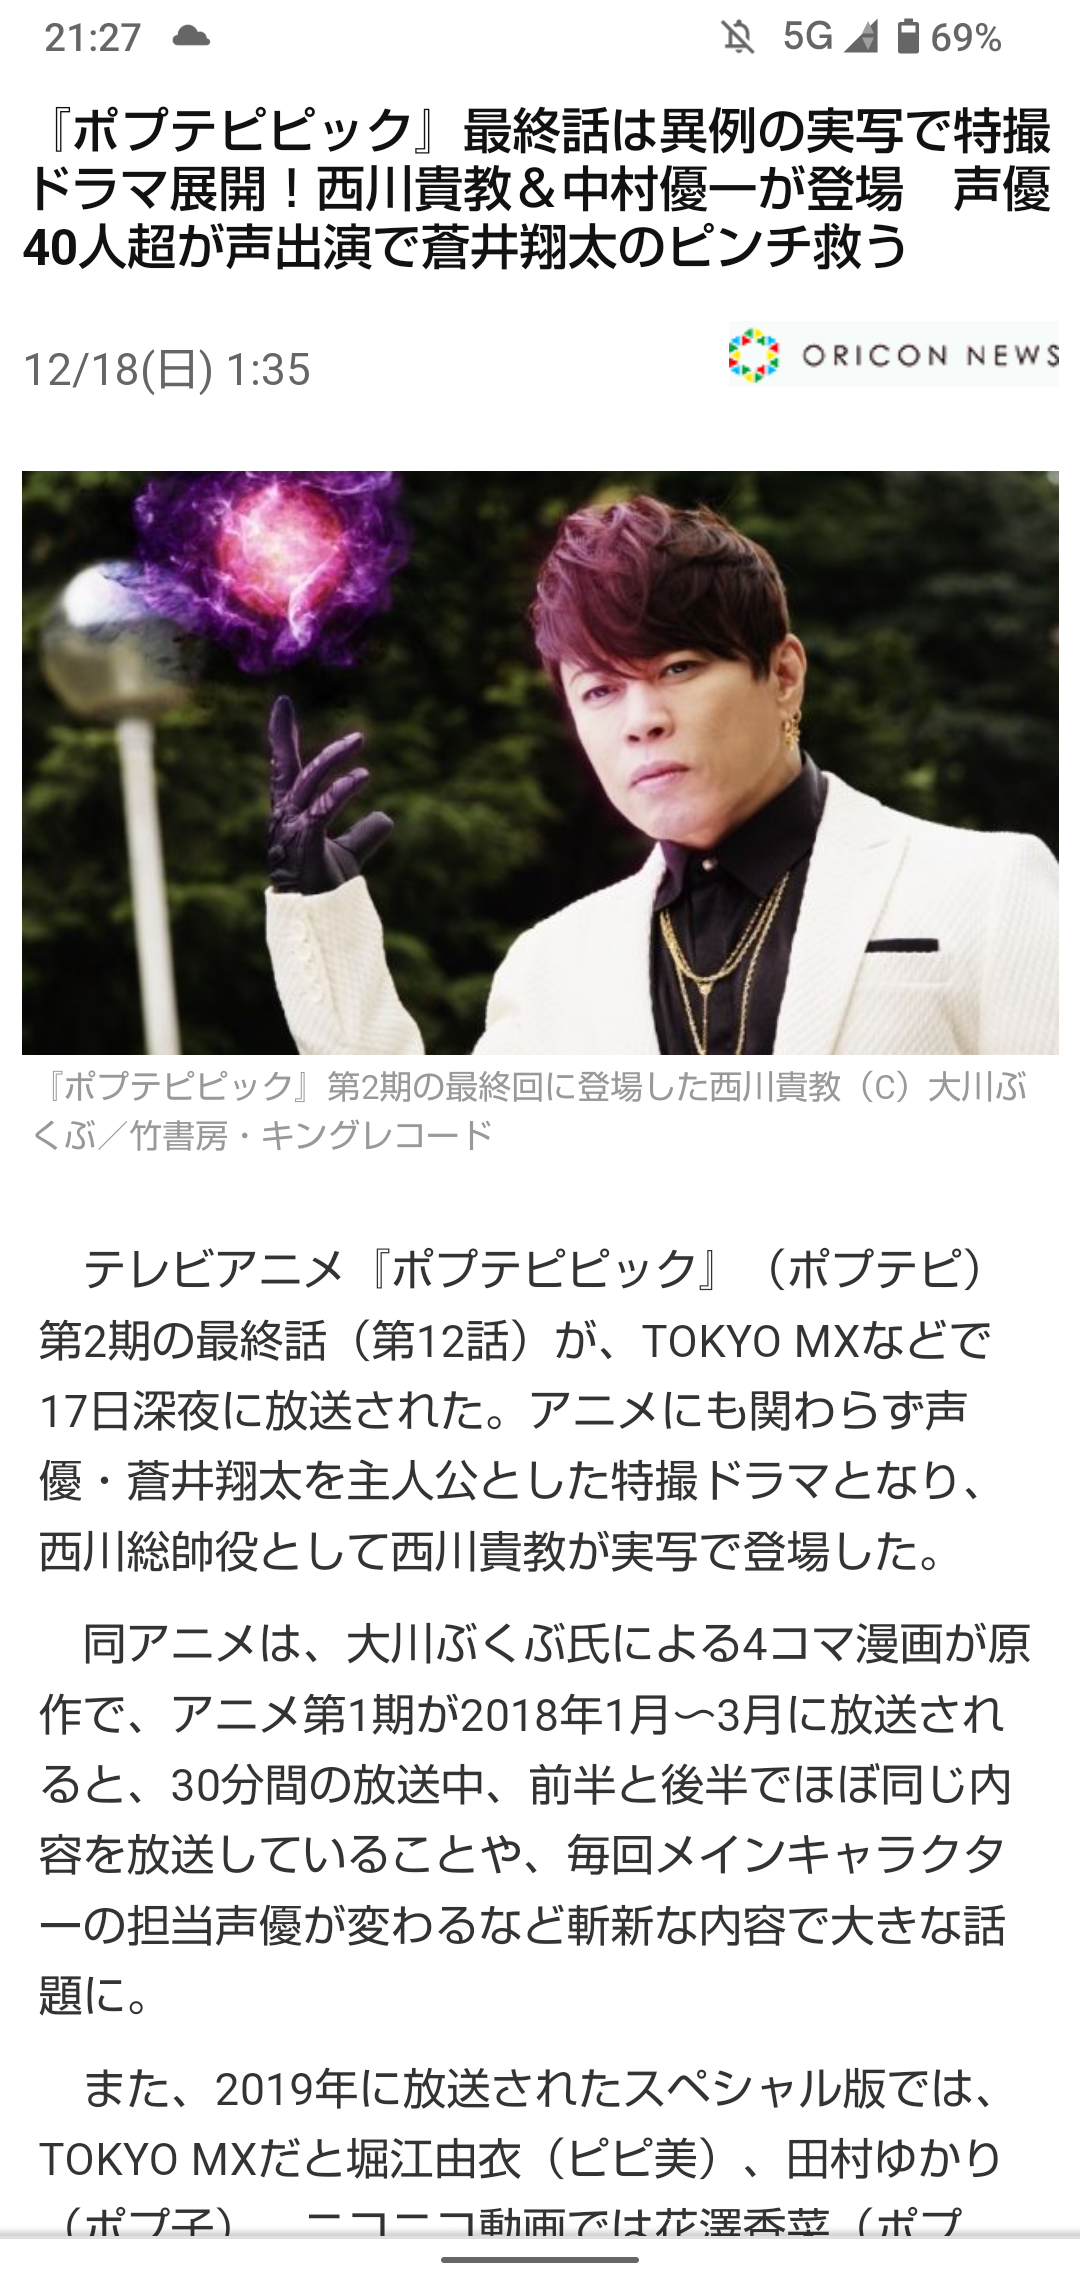 21:27
5G 69%
『ポプテピピック』最終話は異例の実写で特撮
ドラマ展開！西川貴教＆中村優一が登場　声優
40人超が声出演で蒼井翔太のピンチ救う
12/18(日) 1:35
ORICON NEWS
『ポプテピピック』第2期の最終回に登場した西川貴教（C）大川ぶ
くぶ／竹書房・キングレコード
　テレビアニメ『ポプテピピック』（ポプテピ）
第2期の最終話（第12話）が、TOKYO MXなどで
17日深夜に放送された。アニメにも関わらず声
優・蒼井翔太を主人公とした特撮ドラマとなり、
西川総帥役として西川貴教が実写で登場した。
　同アニメは、大川ぶくぶ氏による4コマ漫画が原
作で、アニメ第1期が2018年1月〜3月に放送され
ると、30分間の放送中、前半と後半でほぼ同じ内
容を放送していることや、毎回メインキャラクタ
ーの担当声優が変わるなど斬新な内容で大きな話
題に。
　また、2019年に放送されたスペシャル版では、
TOKYO MXだと堀江由衣（ピピ美）、田村ゆかり
（ポプ子）、ニコニコ動画では花澤香菜（ポプ